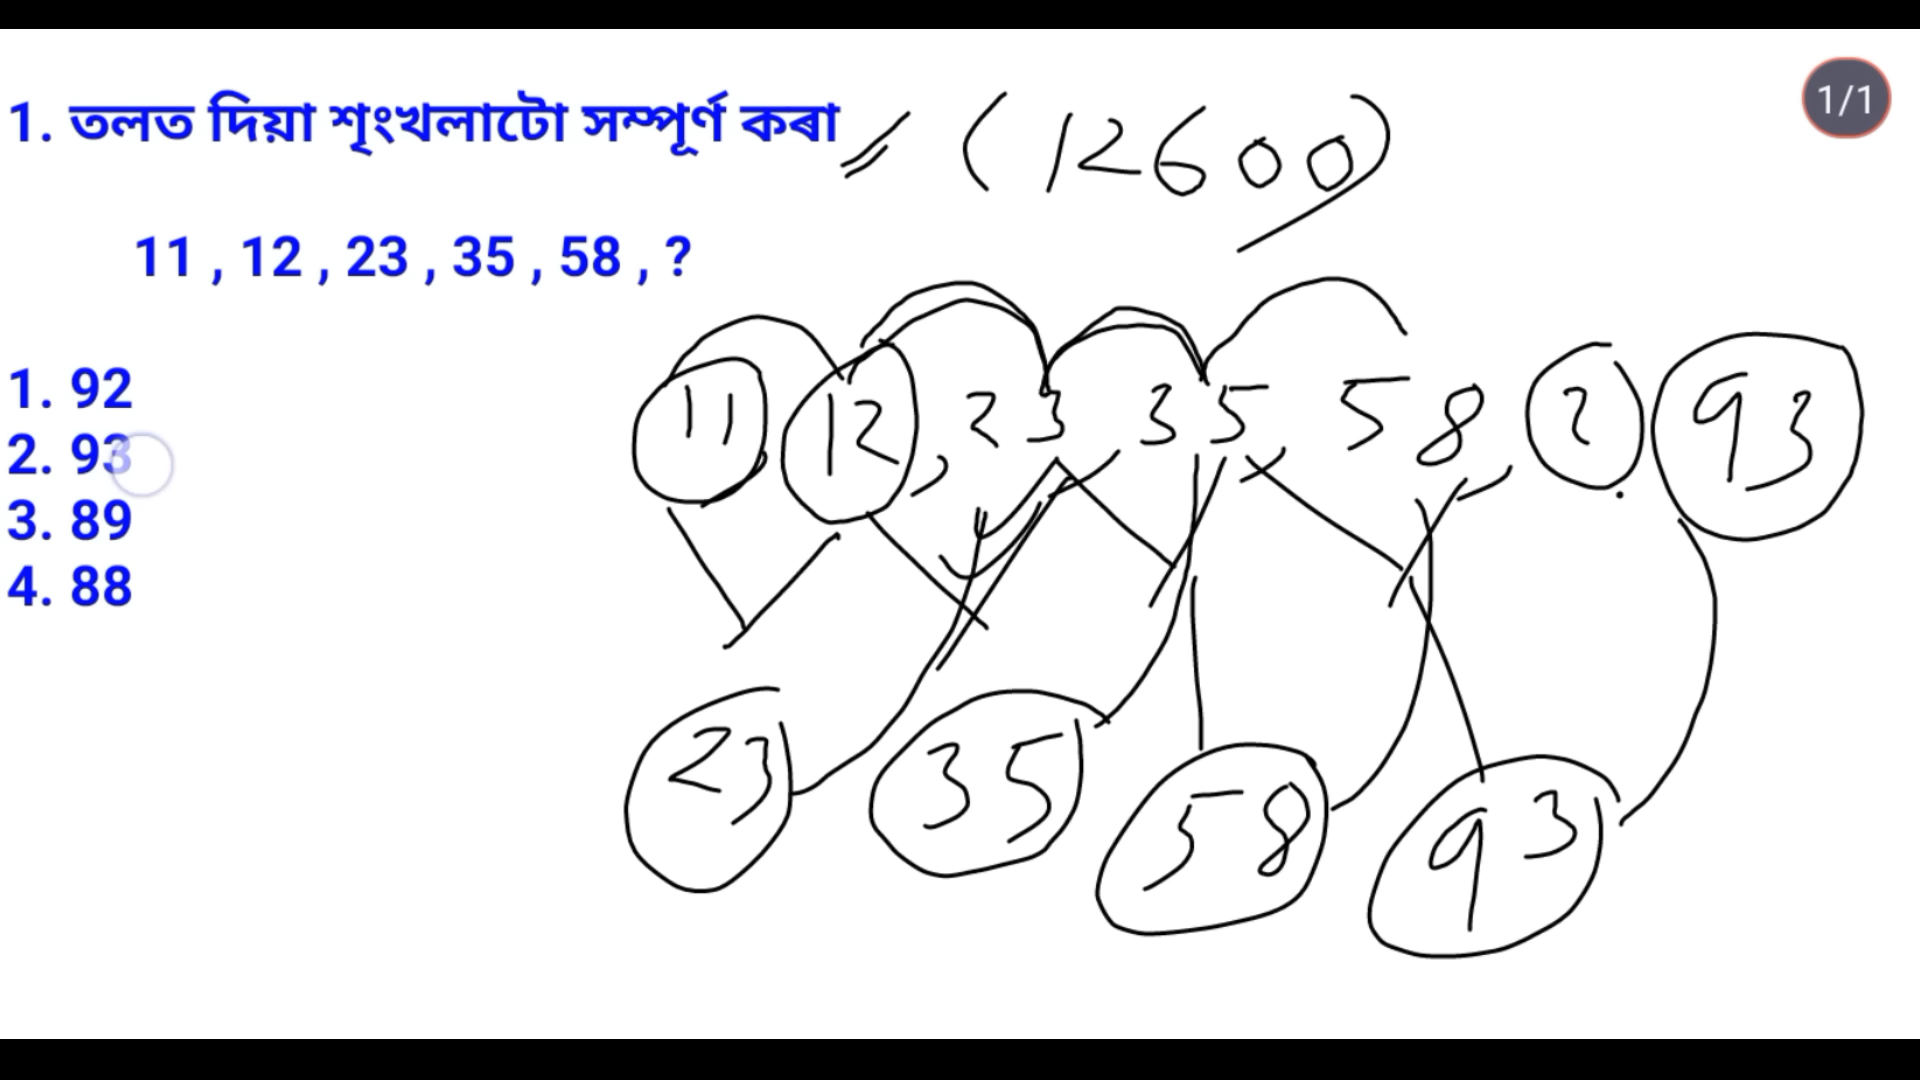 1/1
1. তলত দিয়া শৃংখলাটো সম্পূৰ্ণ কৰা = (12600)
11 , 12 , 23 , 35 , 58 , ?
11 12, 23, 35 58, ? 93
1. 92
2. 93
3. 89
4. 88
23 35 58 93